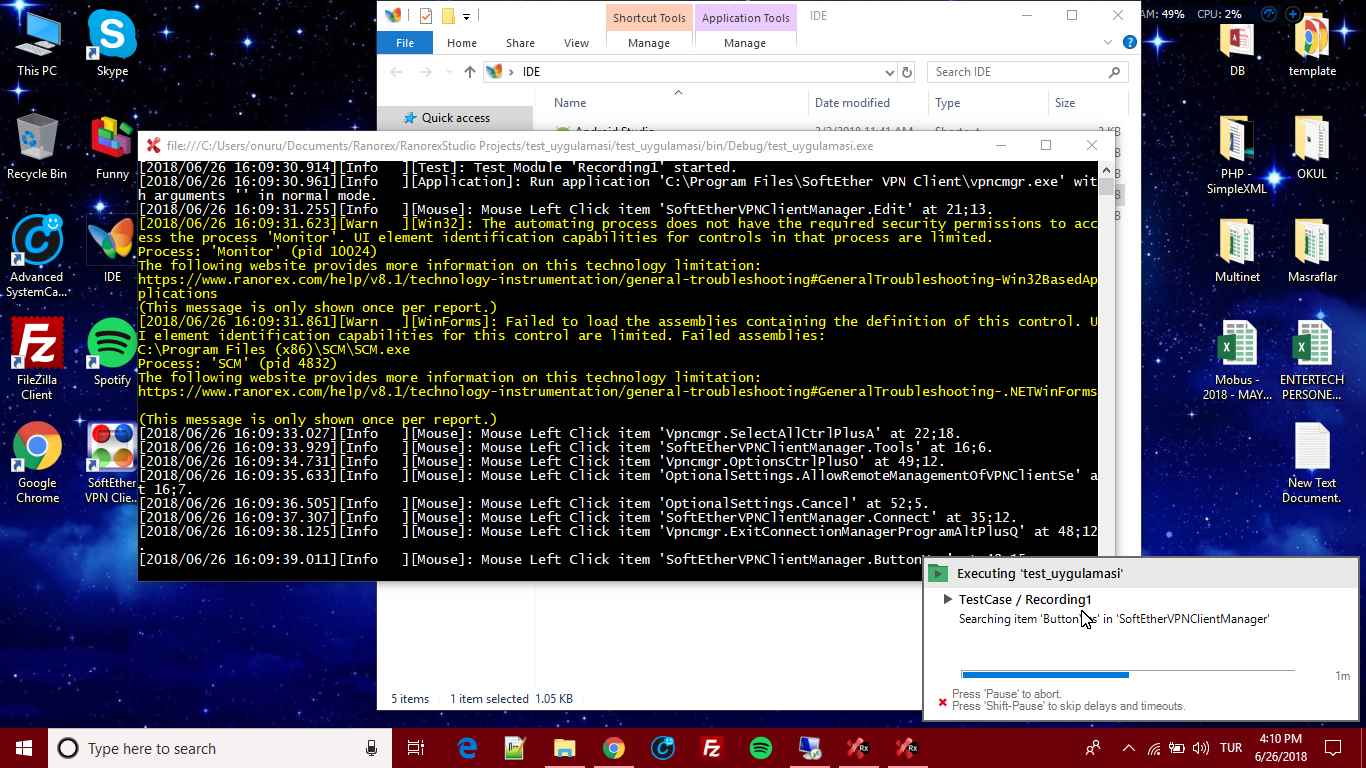 This PC
Skype
Recycle Bin
Funny
Advanced
SystemCa...
IDE
FileZilla
Client
Spotify
Google
Chrome
SoftEther
VPN Clie...
Shortcut Tools
Application Tools
IDE
File
Home
Share
View
Manage
Manage
IDE
Search IDE
Quick access
Name
Date modified
Type
Size
file:///C:/Users/onuru/Documents/Ranorex/RanorexStudio Projects/test_uygulamasi/test_uygulamasi/bin/Debug/test_uygulamasi.exe
[2018/06/26 16:09:30.914][Info   ][Test]: Test Module 'Recording1' started.
[2018/06/26 16:09:30.961][Info   ][Application]: Run application 'C:\Program Files\SoftEther VPN Client\vpncmgr.exe' wit
h arguments '' in normal mode.
[2018/06/26 16:09:31.255][Info   ][Mouse]: Mouse Left Click item 'SoftEtherVPNClientManager.Edit' at 21;13.
[2018/06/26 16:09:31.623][Warn   ][Win32]: The automating process does not have the required security permissions to acc
ess the process 'Monitor'. UI element identification capabilities for controls in that process are limited.
Process: 'Monitor' (pid 10024)
The following website provides more information on this technology limitation:
https://www.ranorex.com/help/v8.1/technology-instrumentation/general-troubleshooting#GeneralTroubleshooting-Win32BasedAp
plications
(This message is only shown once per report.)
[2018/06/26 16:09:31.861][Warn   ][WinForms]: Failed to load the assemblies containing the definition of this control. U
I element identification capabilities for this control are limited. Failed assemblies:
C:\Program Files (x86)\SCM\SCM.exe
Process: 'SCM' (pid 4832)
The following website provides more information on this technology limitation:
https://www.ranorex.com/help/v8.1/technology-instrumentation/general-troubleshooting#GeneralTroubleshooting-.NETWinForms
(This message is only shown once per report.)
[2018/06/26 16:09:33.027][Info   ][Mouse]: Mouse Left Click item 'Vpncmgr.SelectAllCtrlPlusA' at 22;18.
[2018/06/26 16:09:33.929][Info   ][Mouse]: Mouse Left Click item 'SoftEtherVPNClientManager.Tools' at 16;6.
[2018/06/26 16:09:34.731][Info   ][Mouse]: Mouse Left Click item 'Vpncmgr.OptionsCtrlPlusO' at 49;12.
[2018/06/26 16:09:35.633][Info   ][Mouse]: Mouse Left Click item 'OptionalSettings.AllowRemoteManagementOfVPNClientSe' a
t 16;7.
[2018/06/26 16:09:36.505][Info   ][Mouse]: Mouse Left Click item 'OptionalSettings.Cancel' at 52;5.
[2018/06/26 16:09:37.307][Info   ][Mouse]: Mouse Left Click item 'SoftEtherVPNClientManager.Connect' at 35;12.
[2018/06/26 16:09:38.125][Info   ][Mouse]: Mouse Left Click item 'Vpncmgr.ExitConnectionManagerProgramAltPlusQ' at 48;12
.
[2018/06/26 16:09:39.011][Info   ][Mouse]: Mouse Left Click item 'SoftEtherVPNClientManager.Button
5 items
1 item selected
1.05 KB
AM: 49%
CPU: 2%
DB
template
PHP -
SimpleXML
OKUL
Multinet
Masraflar
Mobus -
2018 - MAY...
ENTERTECH
PERSONE...
New Text
Document.
Executing 'test_uygulamasi'
TestCase / Recording1
Searching item 'Button in 'SoftEtherVPNClientManager'
1m
Press 'Pause' to abort.
Press 'Shift-Pause' to skip delays and timeouts.
Type here to search
TUR
4:10 PM
6/26/2018